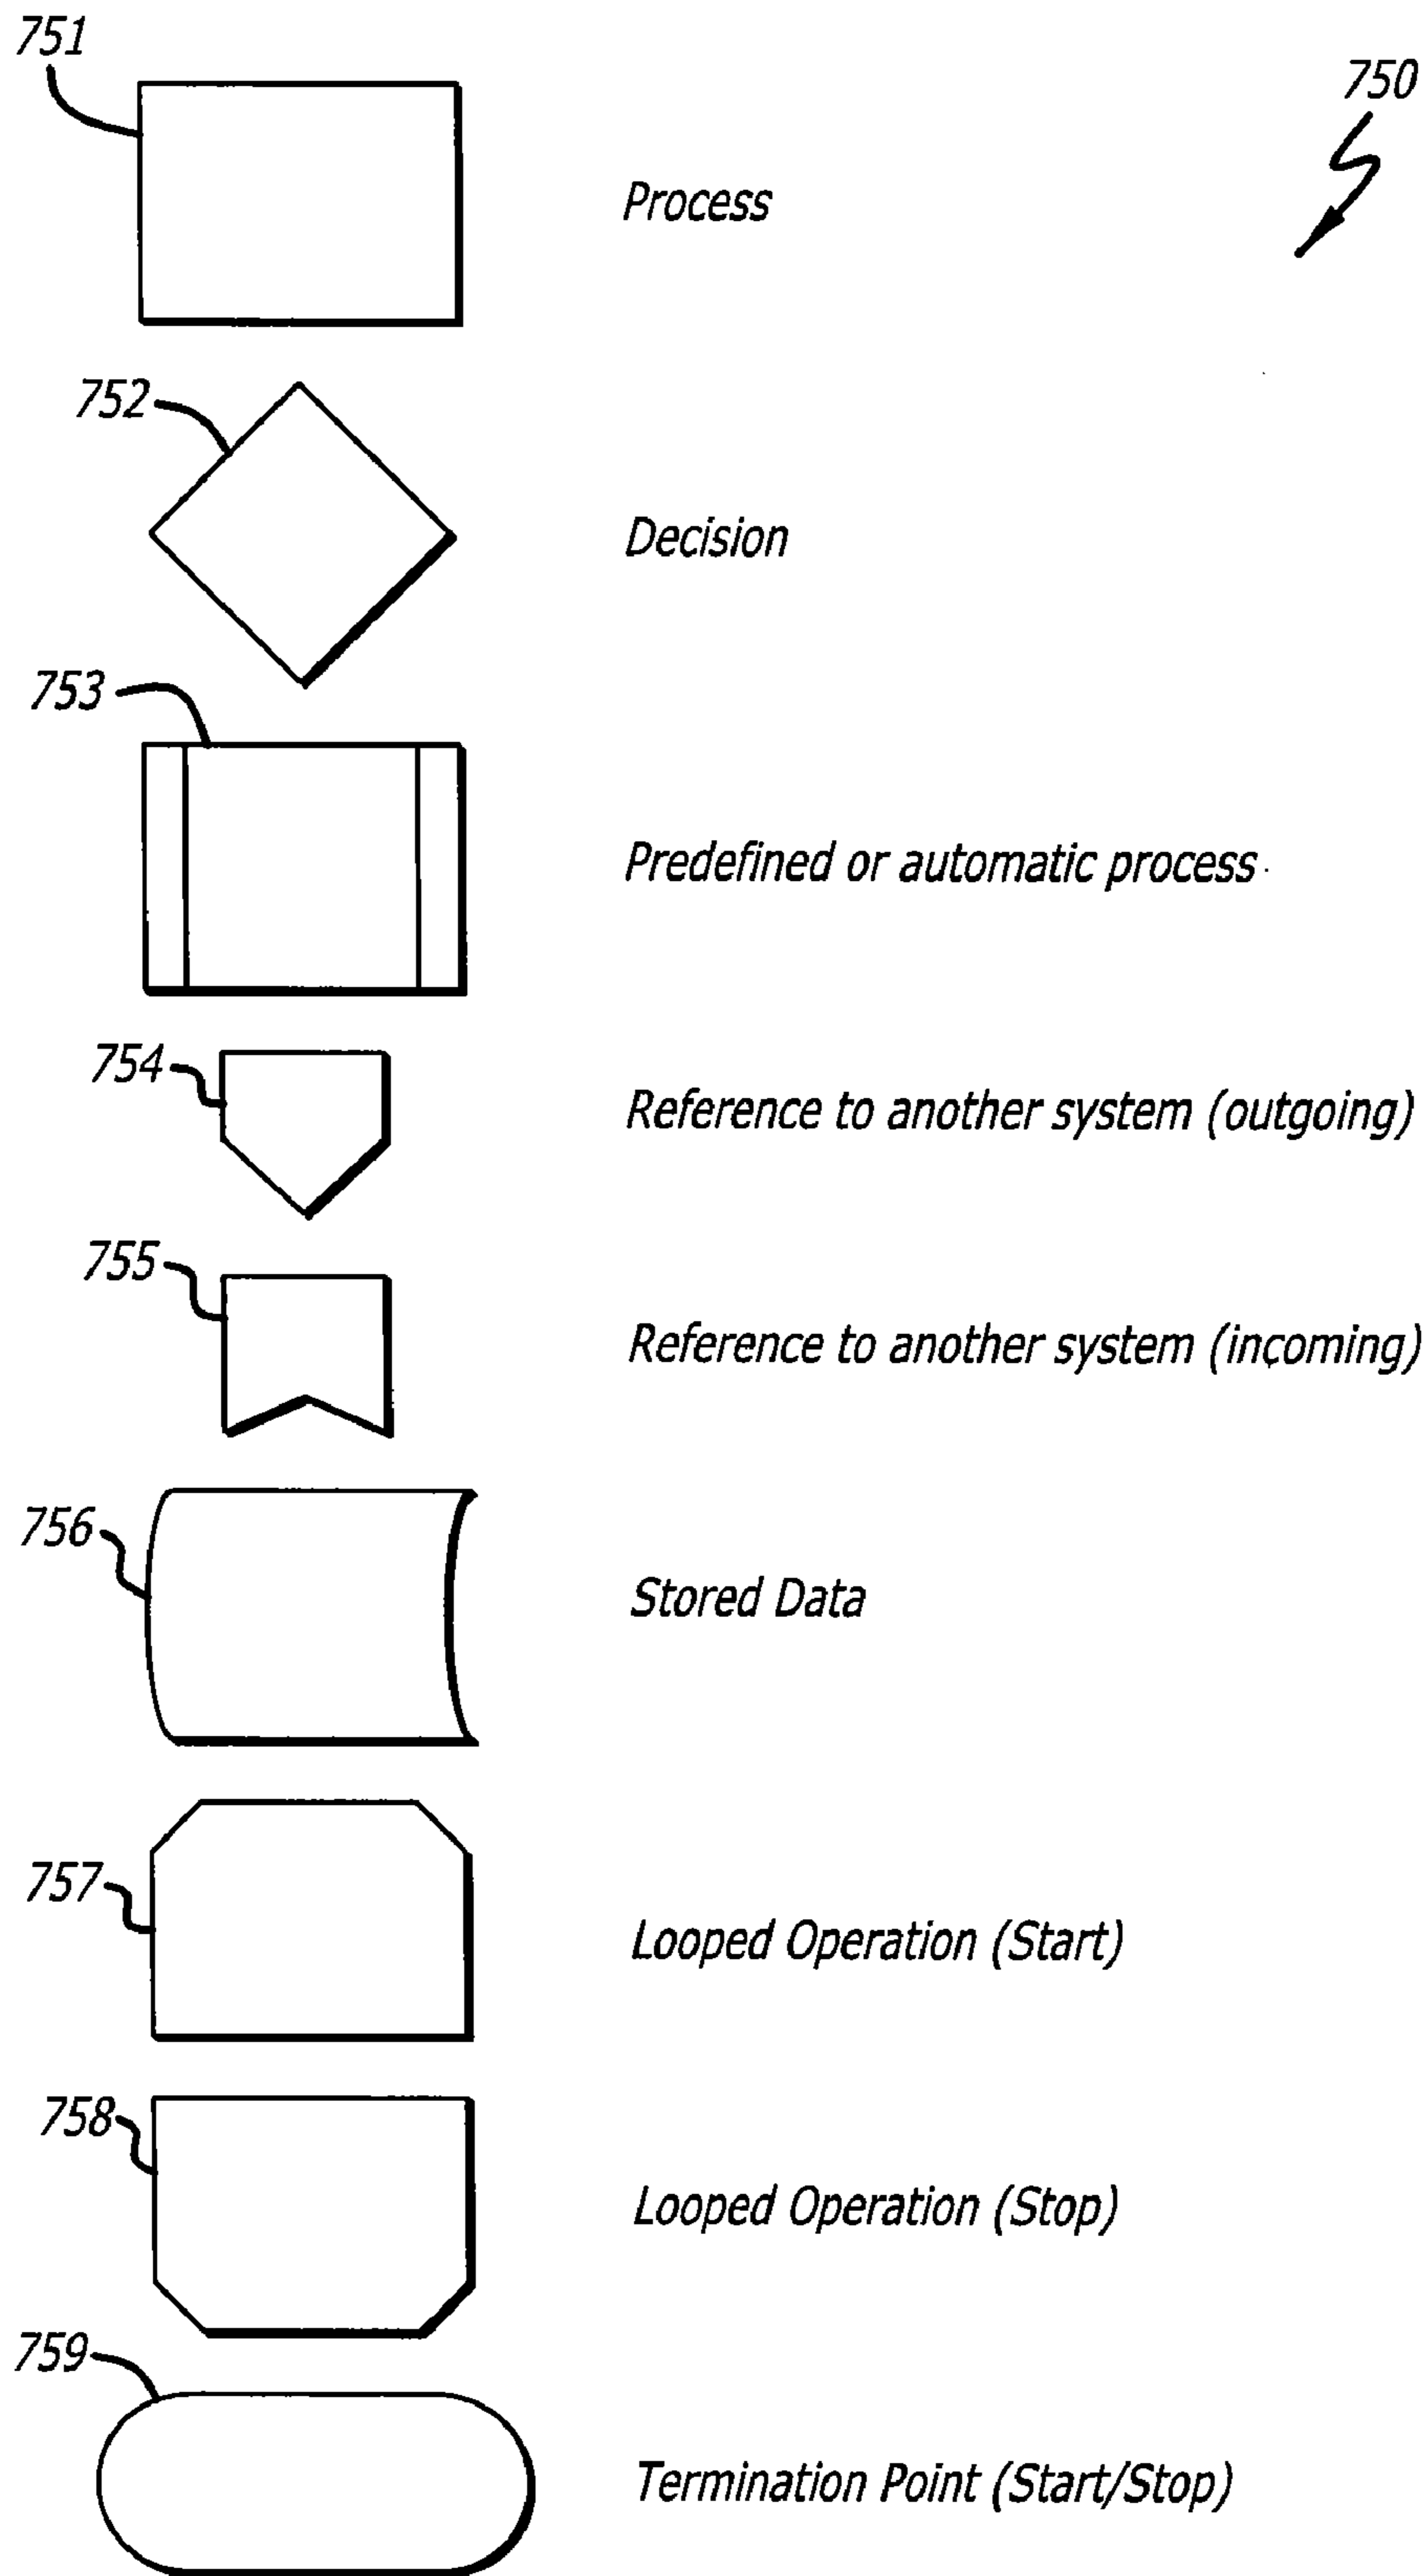 751
750
Process
752
Decision
753
Predefined or automatic process
754
Reference to another system (outgoing)
755
Reference to another system (incoming)
756
Stored Data
757
Looped Operation (Start)
758
Looped Operation (Stop)
759
Termination Point (Start/Stop)